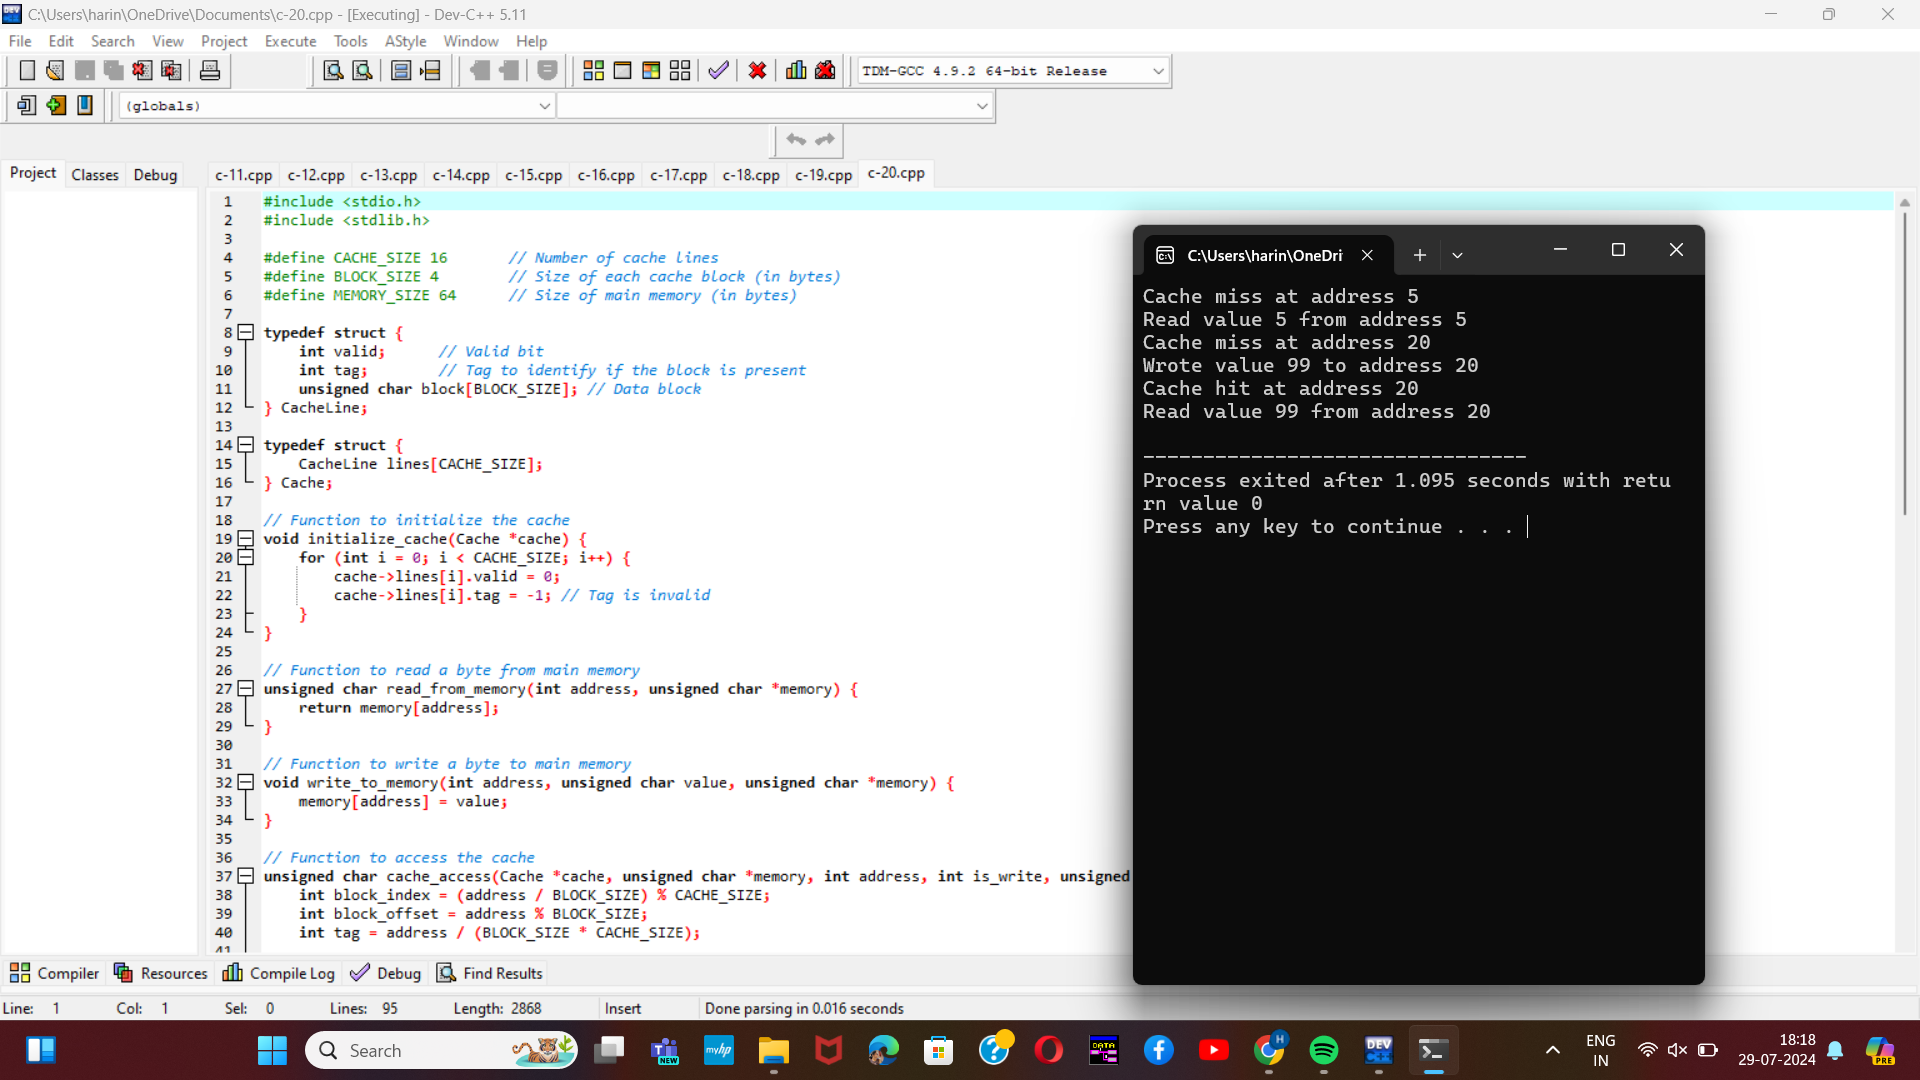 C:\Users\harin\OneDrive\Documents\c-20.cpp - [Executing] - Dev-C++ 5.11
File Edit Search View Project Execute Tools AStyle Window Help
TDM-GCC 4.9.2 64-bit Release
(globals)
Project Classes Debug
c-11.cpp c-12.cpp c-13.cpp c-14.cpp c-15.cpp c-16.cpp c-17.cpp c-18.cpp c-19.cpp c-20.cpp
1 #include <stdio.h>
2 #include <stdlib.h>
3
4 #define CACHE_SIZE 16 // Number of cache lines
5 #define BLOCK_SIZE 4 // Size of each cache block (in bytes)
6 #define MEMORY_SIZE 64 // Size of main memory (in bytes)
7
8 typedef struct {
9 int valid; // Valid bit
10 int tag; // Tag to identify if the block is present
11 unsigned char block[BLOCK_SIZE]; // Data block
12 } CacheLine;
13
14 typedef struct {
15 CacheLine lines[CACHE_SIZE];
16 } Cache;
17
18 // Function to initialize the cache
19 void initialize_cache(Cache *cache) {
20 for (int i = 0; i < CACHE_SIZE; i++) {
21 cache->lines[i].valid = 0;
22 cache->lines[i].tag = -1; // Tag is invalid
23 }
24 }
25
26 // Function to read a byte from main memory
27 unsigned char read_from_memory(int address, unsigned char *memory) {
28 return memory[address];
29 }
30
31 // Function to write a byte to main memory
32 void write_to_memory(int address, unsigned char value, unsigned char *memory) {
33 memory[address] = value;
34 }
35
36 // Function to access the cache
37 unsigned char cache_access(Cache *cache, unsigned char *memory, int address, int is_write, unsigned
38 int block_index = (address / BLOCK_SIZE) % CACHE_SIZE;
39 int block_offset = address % BLOCK_SIZE;
40 int tag = address / (BLOCK_SIZE * CACHE_SIZE);
41
C:\Users\harin\OneDri
Cache miss at address 5
Read value 5 from address 5
Cache miss at address 20
Wrote value 99 to address 20
Cache hit at address 20
Read value 99 from address 20
--------------------------------
Process exited after 1.095 seconds with retu
rn value 0
Press any key to continue . . .
Compiler Resources Compile Log Debug Find Results
Line: 1 Col: 1 Sel: 0 Lines: 95 Length: 2868 Insert Done parsing in 0.016 seconds
Search
NEW
myhp
DATA
H
DEV
ENG
IN
18:18
29-07-2024
PRE